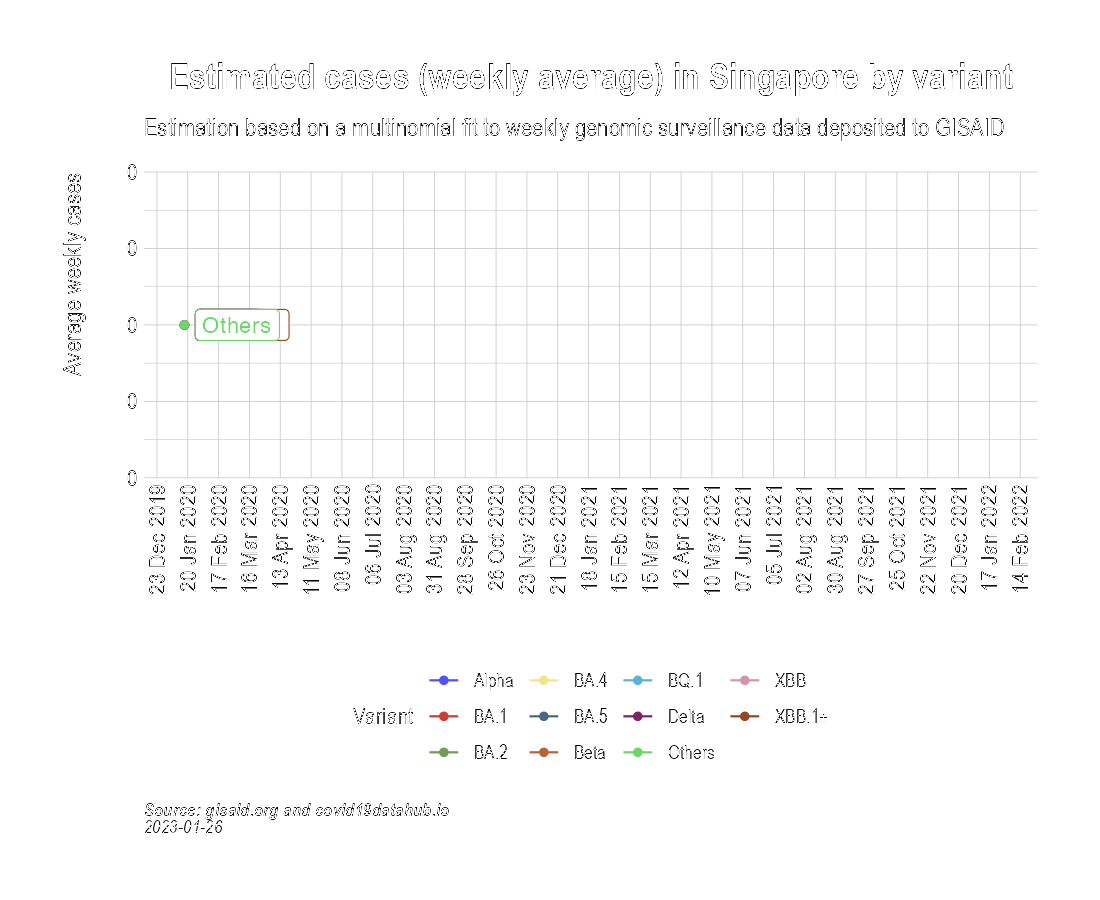 Estimated cases (weekly average) in Singapore by variant
Estimation based on a multinomial fit to weekly genomic surveillance data deposited to GISAID
Average weekly cases
0
0
0
0
0
Others
23 Dec 2019
20 Jan 2020
17 Feb 2020
16 Mar 2020
13 Apr 2020
11 May 2020
08 Jun 2020
06 Jul 2020
03 Aug 2020
31 Aug 2020
28 Sep 2020
26 Oct 2020
23 Nov 2020
21 Dec 2020
18 Jan 2021
15 Feb 2021
15 Mar 2021
12 Apr 2021
10 May 2021
07 Jun 2021
05 Jul 2021
02 Aug 2021
30 Aug 2021
27 Sep 2021
25 Oct 2021
22 Nov 2021
20 Dec 2021
17 Jan 2022
14 Feb 2022
Variant
Alpha
BA.1
BA.2
BA.4
BA.5
Beta
BQ.1
Delta
Others
XBB
XBB.1+
Source: gisaid.org and covid19datahub.io
2023-01-26